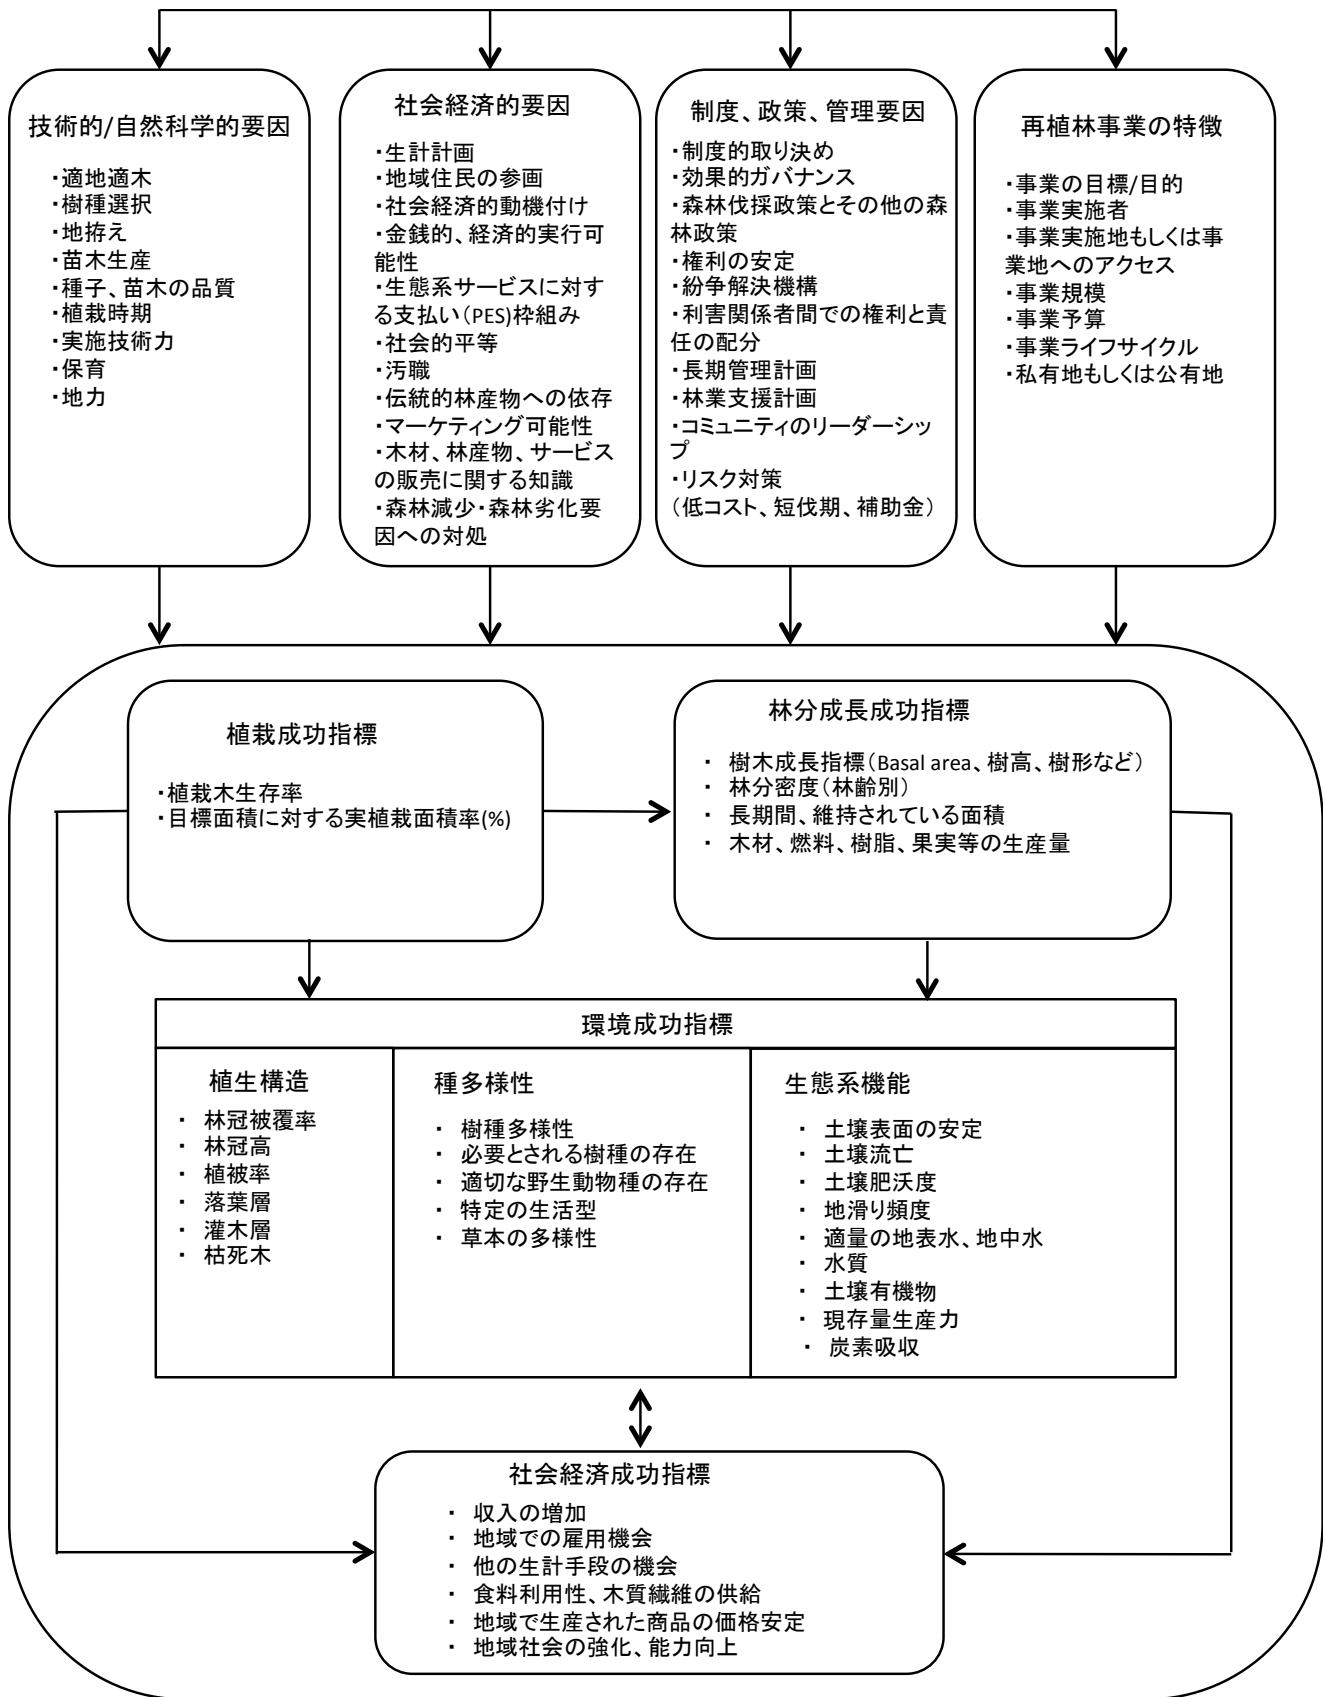 技術的/自然科学的要因
・適地適木
・樹種選択
・地拵え
・苗木生産
・種子、苗木の品質
・植栽時期
・実施技術力
・保育
・地力
社会経済的要因
・生計計画
・地域住民の参画
・社会経済的動機付け
・金銭的、経済的実行可
能性
・生態系サービスに対す
る支払い(PES)枠組み
・社会的平等
・汚職
・伝統的林産物への依存
・マーケティング可能性
・木材、林産物、サービス
の販売に関する知識
・森林減少・森林劣化要
因への対処
制度、政策、管理要因
・制度的取り決め
・効果的ガバナンス
・森林伐採政策とその他の森
林政策
・権利の安定
・紛争解決機構
・利害関係者間での権利と責
任の配分
・長期管理計画
・林業支援計画
・コミュニティのリーダーシッ
プ
・リスク対策
(低コスト、短伐期、補助金)
再植林事業の特徴
・事業の目標/目的
・事業実施者
・事業実施地もしくは事
業地へのアクセス
・事業規模
・事業予算
・事業ライフサイクル
・私有地もしくは公有地
植栽成功指標
・植栽木生存率
・目標面積に対する実植栽面積率(%)
林分成長成功指標
・ 樹木成長指標(Basal area、樹高、樹形など)
・ 林分密度(林齢別)
・ 長期間、維持されている面積
・ 木材、燃料、樹脂、果実等の生産量
環境成功指標
植生構造
・ 林冠被覆率
・ 林冠高
・ 植被率
・ 落葉層
・ 灌木層
・ 枯死木
種多様性
・ 樹種多様性
・ 必要とされる樹種の存在
・ 適切な野生動物種の存在
・ 特定の生活型
・ 草本の多様性
生態系機能
・ 土壌表面の安定
・ 土壌流亡
・ 土壌肥沃度
・ 地滑り頻度
・ 適量の地表水、地中水
・ 水質
・ 土壌有機物
・ 現存量生産力
・ 炭素吸収
社会経済成功指標
・ 収入の増加
・ 地域での雇用機会
・ 他の生計手段の機会
・ 食料利用性、木質繊維の供給
・ 地域で生産された商品の価格安定
・ 地域社会の強化、能力向上